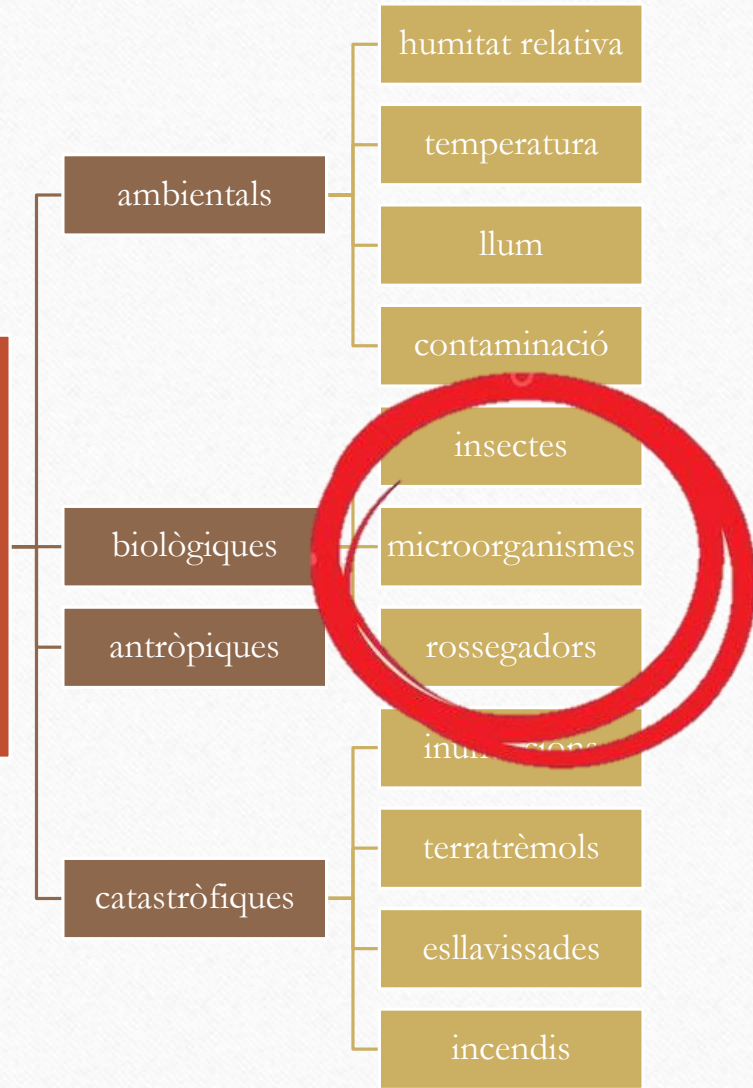 humitat relativa
temperatura
ambientals
llum
contaminació
insectes
biològiques
microorganismes
antròpiques
rossegadors
terratrèmols
catastròfiques
esllavissades
incendis